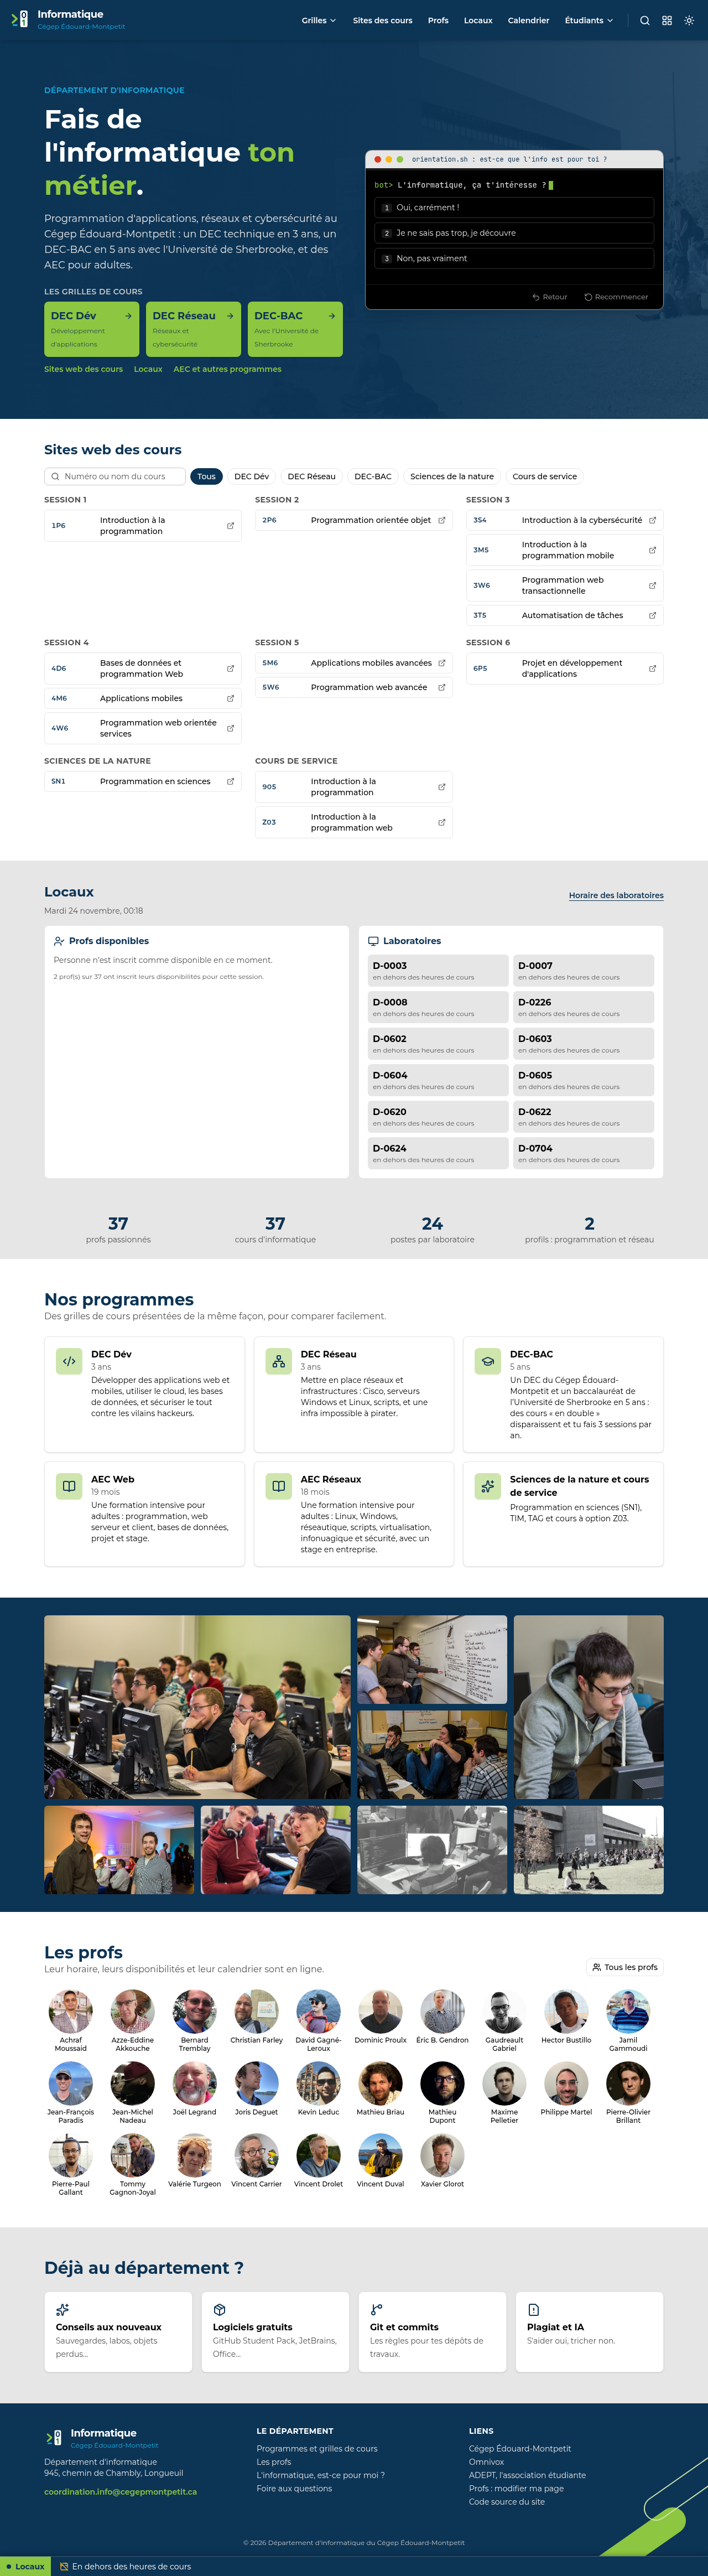 Informatique
Cégep Édouard-Montpetit
Grilles
Sites des cours
Profs
Locaux
Calendrier
Étudiants
DÉPARTEMENT D'INFORMATIQUE
Fais de
l'informatique ton
métier.
Programmation d'applications, réseaux et cybersécurité au
Cégep Édouard-Montpetit : un DEC technique en 3 ans, un
DEC-BAC en 5 ans avec l'Université de Sherbrooke, et des
AEC pour adultes.
LES GRILLES DE COURS
DEC Dév
Développement
d'applications
DEC Réseau
Réseaux et
cybersécurité
DEC-BAC
Avec l'Université de
Sherbrooke
Sites web des cours
Locaux
AEC et autres programmes
orientation.sh : est-ce que l'info est pour toi ?
bot> L'informatique, ça t'intéresse ?
1 Oui, carrément !
2 Je ne sais pas trop, je découvre
3 Non, pas vraiment
Retour
Recommencer
Sites web des cours
Numéro ou nom du cours
Tous
DEC Dév
DEC Réseau
DEC-BAC
Sciences de la nature
Cours de service
SESSION 1
1P6 Introduction à la
programmation
SESSION 2
2P6 Programmation orientée objet
SESSION 3
3S4 Introduction à la cybersécurité
3M5 Introduction à la
programmation mobile
3W6 Programmation web
transactionnelle
3T5 Automatisation de tâches
SESSION 4
4D6 Bases de données et
programmation Web
4M6 Applications mobiles
4W6 Programmation web orientée
services
SESSION 5
5M6 Applications mobiles avancées
5W6 Programmation web avancée
SESSION 6
6P5 Projet en développement
d'applications
SCIENCES DE LA NATURE
SN1 Programmation en sciences
COURS DE SERVICE
905 Introduction à la
programmation
Z03 Introduction à la
programmation web
Locaux
Mardi 24 novembre, 00:18
Horaire des laboratoires
Profs disponibles
Personne n'est inscrit comme disponible en ce moment.
2 prof(s) sur 37 ont inscrit leurs disponibilités pour cette session.
Laboratoires
D-0003
en dehors des heures de cours
D-0007
en dehors des heures de cours
D-0008
en dehors des heures de cours
D-0226
en dehors des heures de cours
D-0602
en dehors des heures de cours
D-0603
en dehors des heures de cours
D-0604
en dehors des heures de cours
D-0605
en dehors des heures de cours
D-0620
en dehors des heures de cours
D-0622
en dehors des heures de cours
D-0624
en dehors des heures de cours
D-0704
en dehors des heures de cours
37
profs passionnés
37
cours d'informatique
24
postes par laboratoire
2
profils : programmation et réseau
Nos programmes
Des grilles de cours présentées de la même façon, pour comparer facilement.
DEC Dév
3 ans
Développer des applications web et
mobiles, utiliser le cloud, les bases
de données, et sécuriser le tout
contre les vilains hackeurs.
DEC Réseau
3 ans
Mettre en place réseaux et
infrastructures : Cisco, serveurs
Windows et Linux, scripts, et une
infra impossible à pirater.
DEC-BAC
5 ans
Un DEC du Cégep Édouard-
Montpetit et un baccalauréat de
l'Université de Sherbrooke en 5 ans :
des cours « en double »
disparaissent et tu fais 3 sessions par
an.
AEC Web
19 mois
Une formation intensive pour
adultes : programmation, web
serveur et client, bases de données,
projet et stage.
AEC Réseaux
18 mois
Une formation intensive pour
adultes : Linux, Windows,
réseautique, scripts, virtualisation,
infonuagique et sécurité, avec un
stage en entreprise.
Sciences de la nature et cours
de service
Programmation en sciences (SN1),
TIM, TAG et cours à option Z03.
Les profs
Leur horaire, leurs disponibilités et leur calendrier sont en ligne.
Tous les profs
Achraf
Moussaid
Azze-Eddine
Akkouche
Bernard
Tremblay
Christian Farley
David Gagné-
Leroux
Dominic Proulx
Éric B. Gendron
Gaudreault
Gabriel
Hector Bustillo
Jamil
Gammoudi
Jean-François
Paradis
Jean-Michel
Nadeau
Joël Legrand
Joris Deguet
Kevin Leduc
Mathieu Briau
Mathieu
Dupont
Maxime
Pelletier
Philippe Martel
Pierre-Olivier
Brillant
Pierre-Paul
Gallant
Tommy
Gagnon-Joyal
Valérie Turgeon
Vincent Carrier
Vincent Drolet
Vincent Duval
Xavier Glorot
Déjà au département ?
Conseils aux nouveaux
Sauvegardes, labos, objets
perdus...
Logiciels gratuits
GitHub Student Pack, JetBrains,
Office...
Git et commits
Les règles pour tes dépôts de
travaux.
Plagiat et IA
S'aider oui, tricher non.
Informatique
Cégep Édouard-Montpetit
Département d'informatique
945, chemin de Chambly, Longueuil
coordination.info@cegepmontpetit.ca
LE DÉPARTEMENT
Programmes et grilles de cours
Les profs
L'informatique, est-ce pour moi ?
Foire aux questions
LIENS
Cégep Édouard-Montpetit
Omnivox
ADEPT, l'association étudiante
Profs : modifier ma page
Code source du site
© 2026 Département d'informatique du Cégep Édouard-Montpetit
Locaux
En dehors des heures de cours